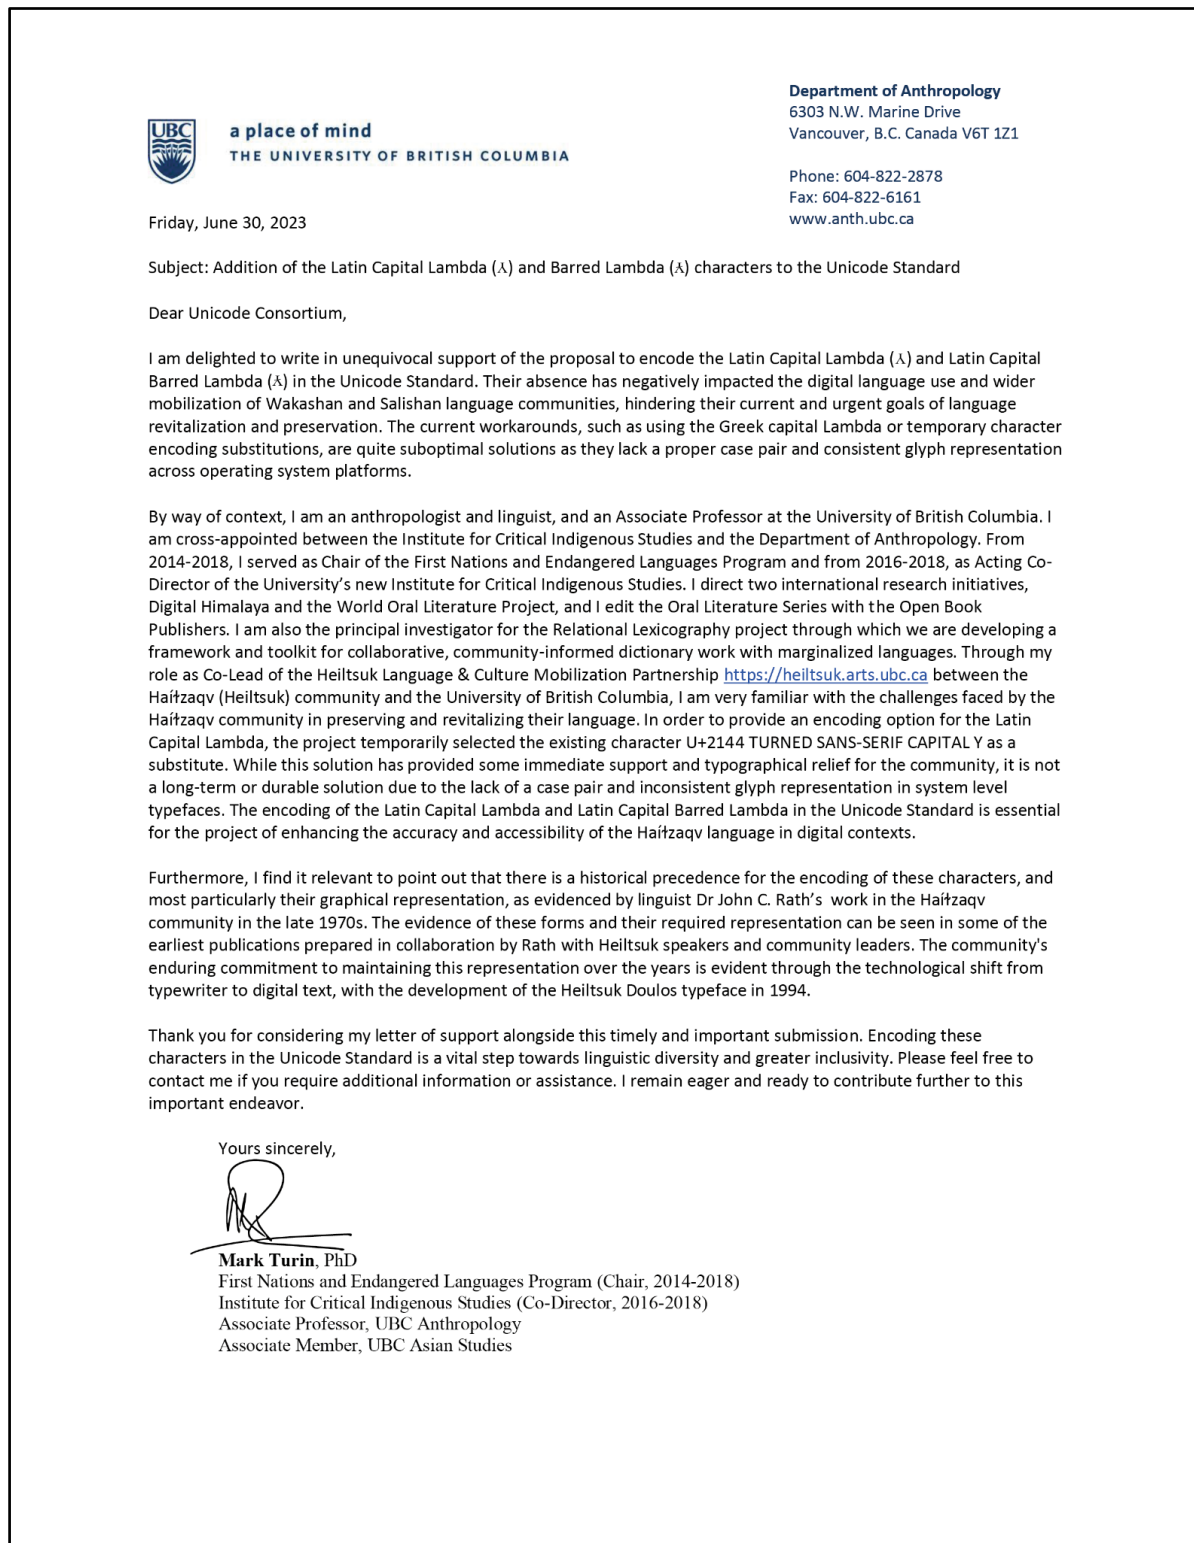 Department of Anthropology
6303 N.W. Marine Drive
Vancouver, B.C. Canada V6T 1Z1
Phone: 604-822-2878
Fax: 604-822-6161
www.anth.ubc.ca
UBC
a place of mind
THE UNIVERSITY OF BRITISH COLUMBIA
Friday, June 30, 2023
Subject: Addition of the Latin Capital Lambda (⅄) and Barred Lambda (ƛ) characters to the Unicode Standard
Dear Unicode Consortium,
I am delighted to write in unequivocal support of the proposal to encode the Latin Capital Lambda (⅄) and Latin Capital
Barred Lambda (Ƛ) in the Unicode Standard. Their absence has negatively impacted the digital language use and wider
mobilization of Wakashan and Salishan language communities, hindering their current and urgent goals of language
revitalization and preservation. The current workarounds, such as using the Greek capital Lambda or temporary character
encoding substitutions, are quite suboptimal solutions as they lack a proper case pair and consistent glyph representation
across operating system platforms.
By way of context, I am an anthropologist and linguist, and an Associate Professor at the University of British Columbia. I
am cross-appointed between the Institute for Critical Indigenous Studies and the Department of Anthropology. From
2014-2018, I served as Chair of the First Nations and Endangered Languages Program and from 2016-2018, as Acting Co-
Director of the University’s new Institute for Critical Indigenous Studies. I direct two international research initiatives,
Digital Himalaya and the World Oral Literature Project, and I edit the Oral Literature Series with the Open Book
Publishers. I am also the principal investigator for the Relational Lexicography project through which we are developing a
framework and toolkit for collaborative, community-informed dictionary work with marginalized languages. Through my
role as Co-Lead of the Heiltsuk Language & Culture Mobilization Partnership https://heiltsuk.arts.ubc.ca between the
Haíɫzaqv (Heiltsuk) community and the University of British Columbia, I am very familiar with the challenges faced by the
Haíɫzaqv community in preserving and revitalizing their language. In order to provide an encoding option for the Latin
Capital Lambda, the project temporarily selected the existing character U+2144 TURNED SANS-SERIF CAPITAL Y as a
substitute. While this solution has provided some immediate support and typographical relief for the community, it is not
a long-term or durable solution due to the lack of a case pair and inconsistent glyph representation in system level
typefaces. The encoding of the Latin Capital Lambda and Latin Capital Barred Lambda in the Unicode Standard is essential
for the project of enhancing the accuracy and accessibility of the Haíɫzaqv language in digital contexts.
Furthermore, I find it relevant to point out that there is a historical precedence for the encoding of these characters, and
most particularly their graphical representation, as evidenced by linguist Dr John C. Rath’s work in the Haíɫzaqv
community in the late 1970s. The evidence of these forms and their required representation can be seen in some of the
earliest publications prepared in collaboration by Rath with Heiltsuk speakers and community leaders. The community's
enduring commitment to maintaining this representation over the years is evident through the technological shift from
typewriter to digital text, with the development of the Heiltsuk Doulos typeface in 1994.
Thank you for considering my letter of support alongside this timely and important submission. Encoding these
characters in the Unicode Standard is a vital step towards linguistic diversity and greater inclusivity. Please feel free to
contact me if you require additional information or assistance. I remain eager and ready to contribute further to this
important endeavor.
Yours sincerely,
Mark Turin, PhD
First Nations and Endangered Languages Program (Chair, 2014-2018)
Institute for Critical Indigenous Studies (Co-Director, 2016-2018)
Associate Professor, UBC Anthropology
Associate Member, UBC Asian Studies